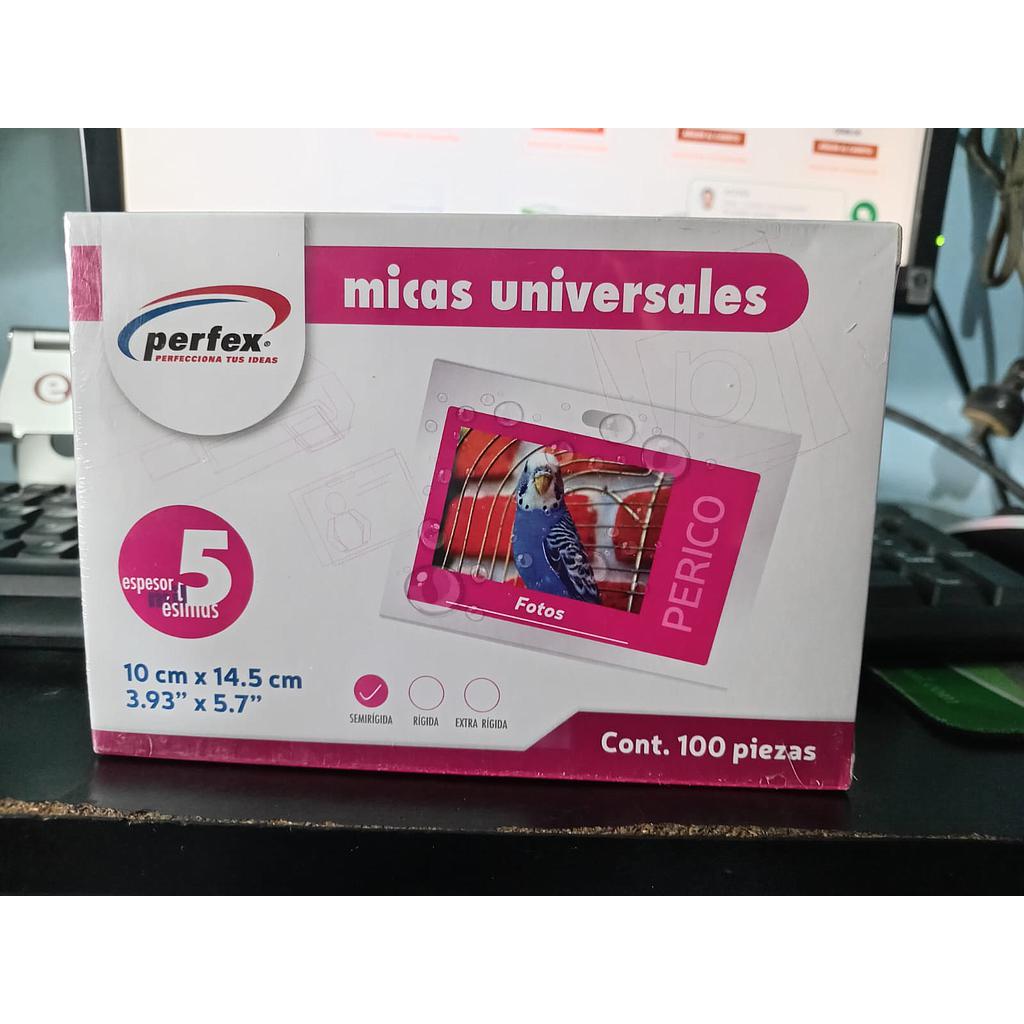 micas universales
perfex®
PERFECCIONA TUS IDEAS
PERICO
Fotos
espesor 5
ésimus
10 cm x 14.5 cm
3.93” x 5.7”
SEMIRÍGIDA RÍGIDA EXTRA RÍGIDA
Cont. 100 piezas